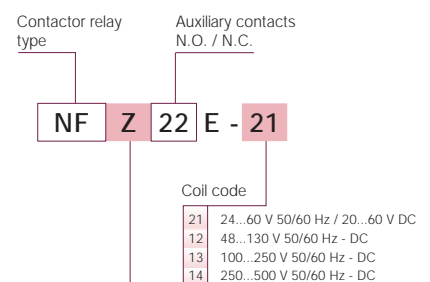 Contactor relay type
Auxiliary contacts N.O. / N.C.
NF Z 22 E - 21
Coil code
21 24...60 V 50/60 Hz / 20...60 V DC
12 48...130 V 50/60 Hz - DC
13 100...250 V 50/60 Hz - DC
14 250...500 V 50/60 Hz - DC